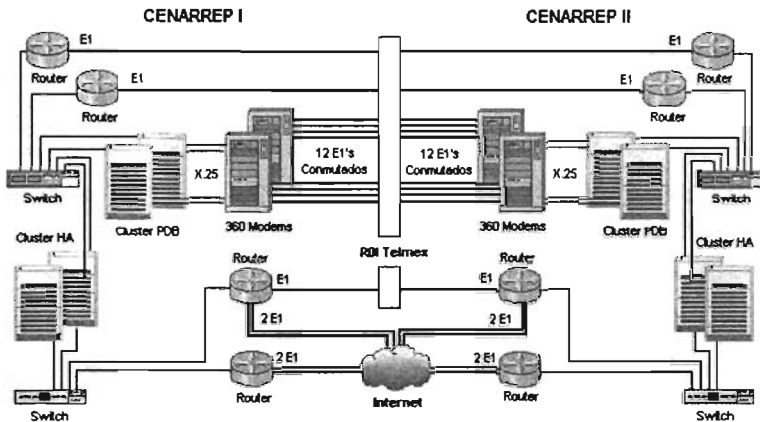 CENARREP I
CENARREP II
E1
E1
Router
Router
E1
E1
Router
Router
12 E1's
Conmutados
12 E1's
Conmutados
X.25
X.25
Switch
Switch
Cluster PDB
360 Modems
360 Modems
Cluster PDB
Cluster HA
Cluster HA
RDI Telmex
Router
E1
E1
Router
2 E1
2 E1
2 E1
2 E1
Router
Internet
Router
Switch
Switch